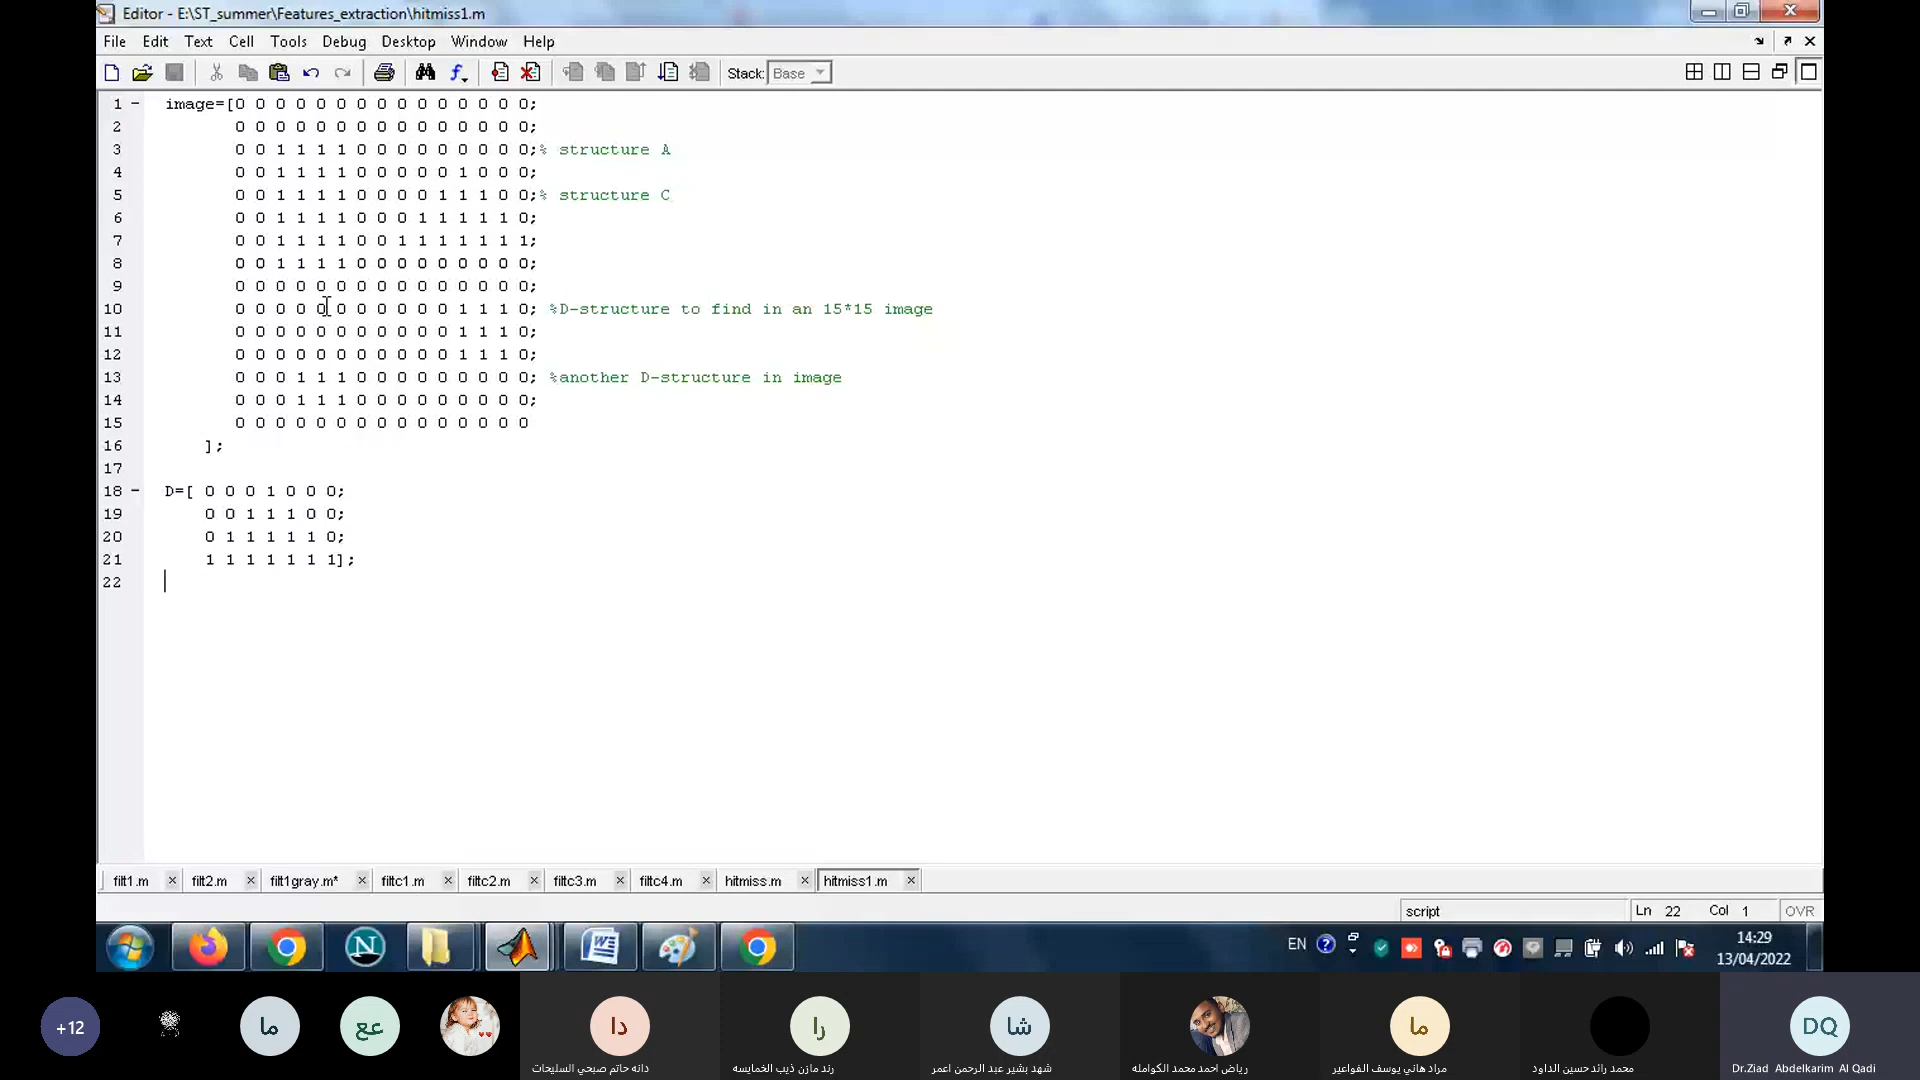 Editor - E:\ST_summer\Features_extraction\hitmiss1.m
File Edit Text Cell Tools Debug Desktop Window Help
Stack: Base
1 - image=[0 0 0 0 0 0 0 0 0 0 0 0 0 0 0;
2 0 0 0 0 0 0 0 0 0 0 0 0 0 0 0;
3 0 0 1 1 1 1 0 0 0 0 0 0 0 0 0;% structure A
4 0 0 1 1 1 1 0 0 0 0 0 1 0 0 0;
5 0 0 1 1 1 1 0 0 0 0 1 1 1 0 0;% structure C
6 0 0 1 1 1 1 0 0 0 1 1 1 1 1 0;
7 0 0 1 1 1 1 0 0 1 1 1 1 1 1 1;
8 0 0 1 1 1 1 0 0 0 0 0 0 0 0 0;
9 0 0 0 0 0 0 0 0 0 0 0 0 0 0 0;
10 0 0 0 0 0 0 0 0 0 0 0 1 1 1 0; %D-structure to find in an 15*15 image
11 0 0 0 0 0 0 0 0 0 0 0 1 1 1 0;
12 0 0 0 0 0 0 0 0 0 0 0 1 1 1 0;
13 0 0 0 1 1 1 0 0 0 0 0 0 0 0 0; %another D-structure in image
14 0 0 0 1 1 1 0 0 0 0 0 0 0 0 0;
15 0 0 0 0 0 0 0 0 0 0 0 0 0 0 0
16 ];
17
18 - D=[ 0 0 0 1 0 0 0;
19 0 0 1 1 1 0 0;
20 0 1 1 1 1 1 0;
21 1 1 1 1 1 1 1];
22
filt1.m filt2.m filt1gray.m* filtc1.m filtc2.m filtc3.m filtc4.m hitmiss.m hitmiss1.m
script Ln 22 Col 1 OVR
EN 14:29
13/04/2022
+12 ما عع دا را شا ما DQ
دانه حاتم صبحي السليحات رند مازن ذيب الخمايسه شهد بشير عبد الرحمن اعمر رياض احمد محمد الكوامله مراد هاني يوسف الفواعير محمد رائد حسين الداود Dr.Ziad Abdelkarim Al Qadi